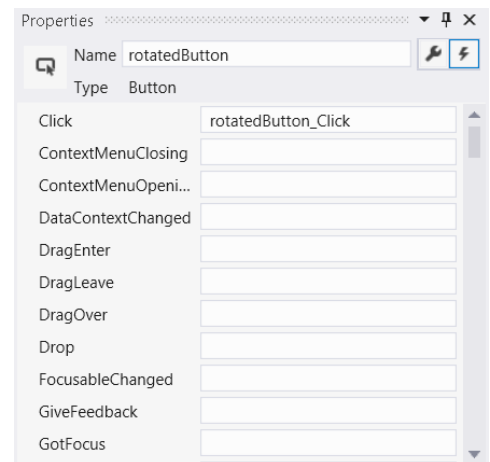 Properties
Name rotatedButton
Type Button
Click rotatedButton_Click
ContextMenuClosing
ContextMenuOpeni...
DataContextChanged
DragEnter
DragLeave
DragOver
Drop
FocusableChanged
GiveFeedback
GotFocus